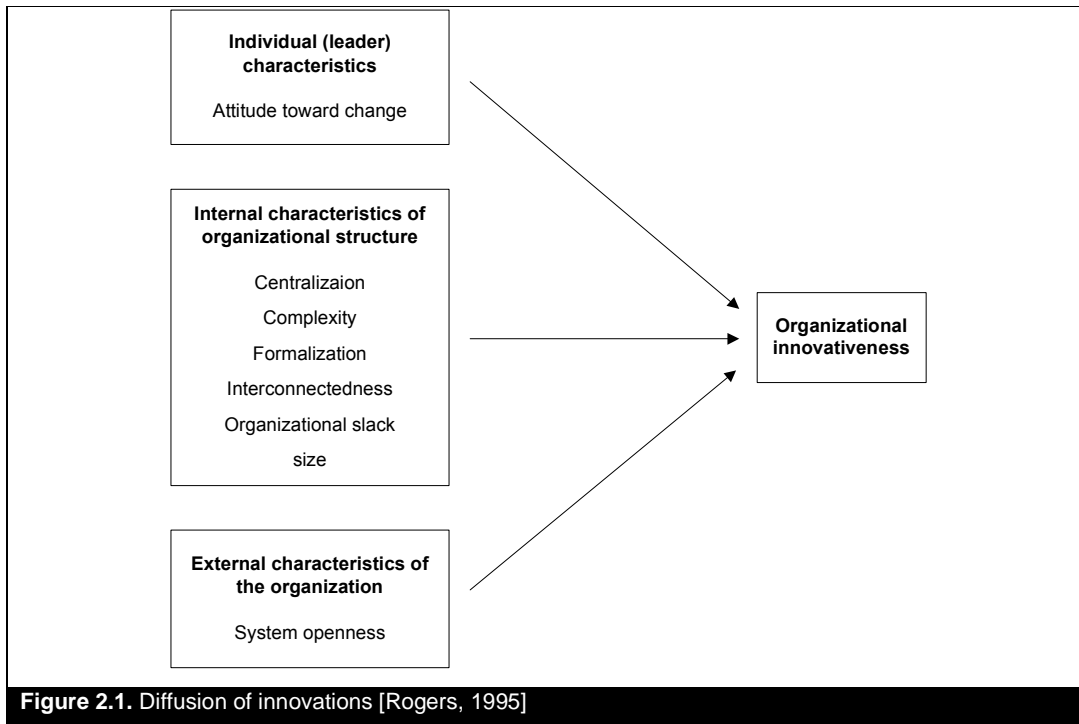 Individual (leader)
characteristics
Attitude toward change
Internal characteristics of
organizational structure
Centralizaion
Complexity
Formalization
Interconnectedness
Organizational slack
size
External characteristics of
the organization
System openness
Organizational
innovativeness
Figure 2.1. Diffusion of innovations [Rogers, 1995]